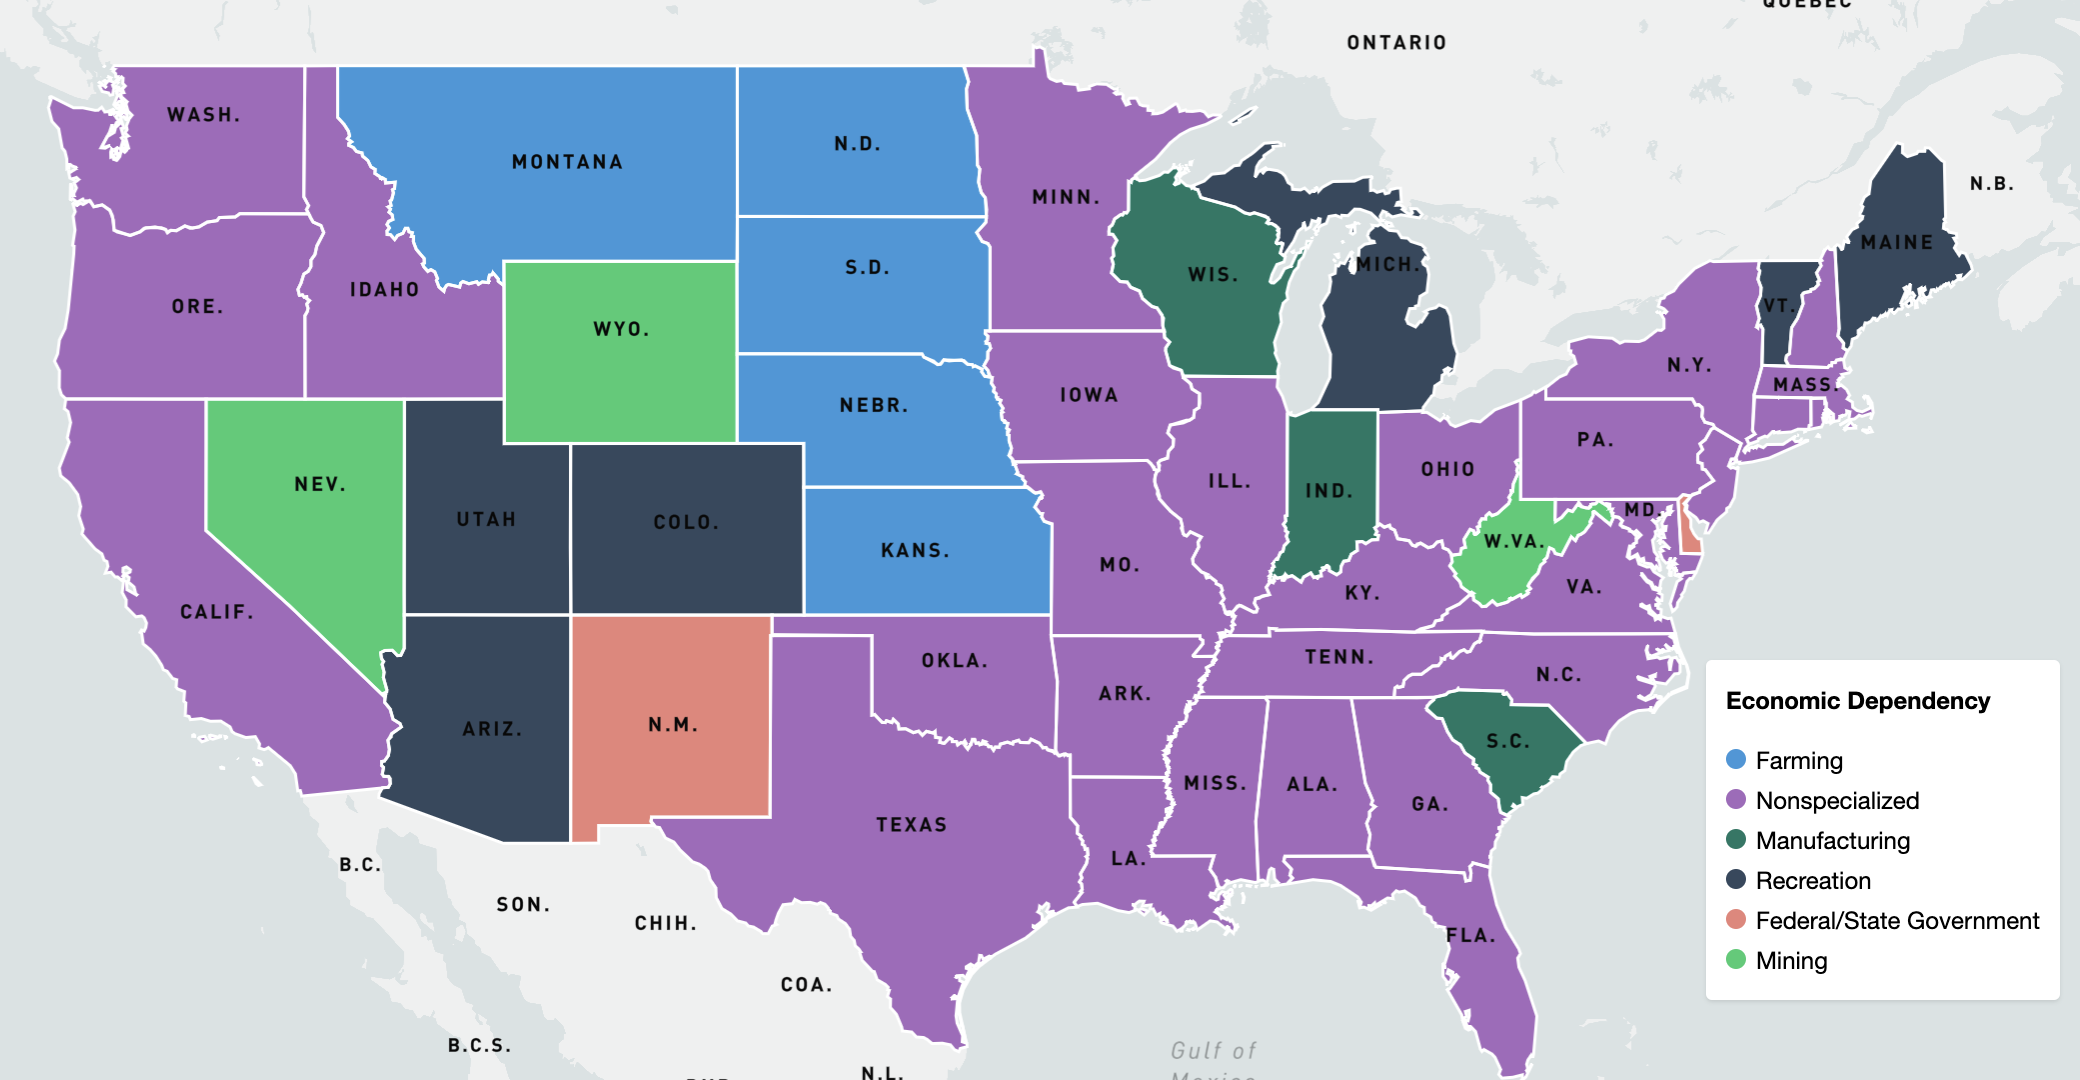 QUEBEC
ONTARIO
WASH.
MONTANA
N.D.
MINN.
N.B.
MAINE
ORE.
IDAHO
WYO.
S.D.
WIS.
MICH.
VT.
N.Y.
MASS.
NEBR.
IOWA
PA.
NEV.
UTAH
COLO.
KANS.
ILL.
IND.
OHIO
MD.
W.VA.
VA.
CALIF.
MO.
KY.
ARIZ.
N.M.
OKLA.
ARK.
TENN.
N.C.
S.C.
MISS.
ALA.
GA.
TEXAS
LA.
FLA.
B.C.
SON.
CHIH.
COA.
B.C.S.
N.L.
Gulf of
Mexico
Economic Dependency
Farming
Nonspecialized
Manufacturing
Recreation
Federal/State Government
Mining